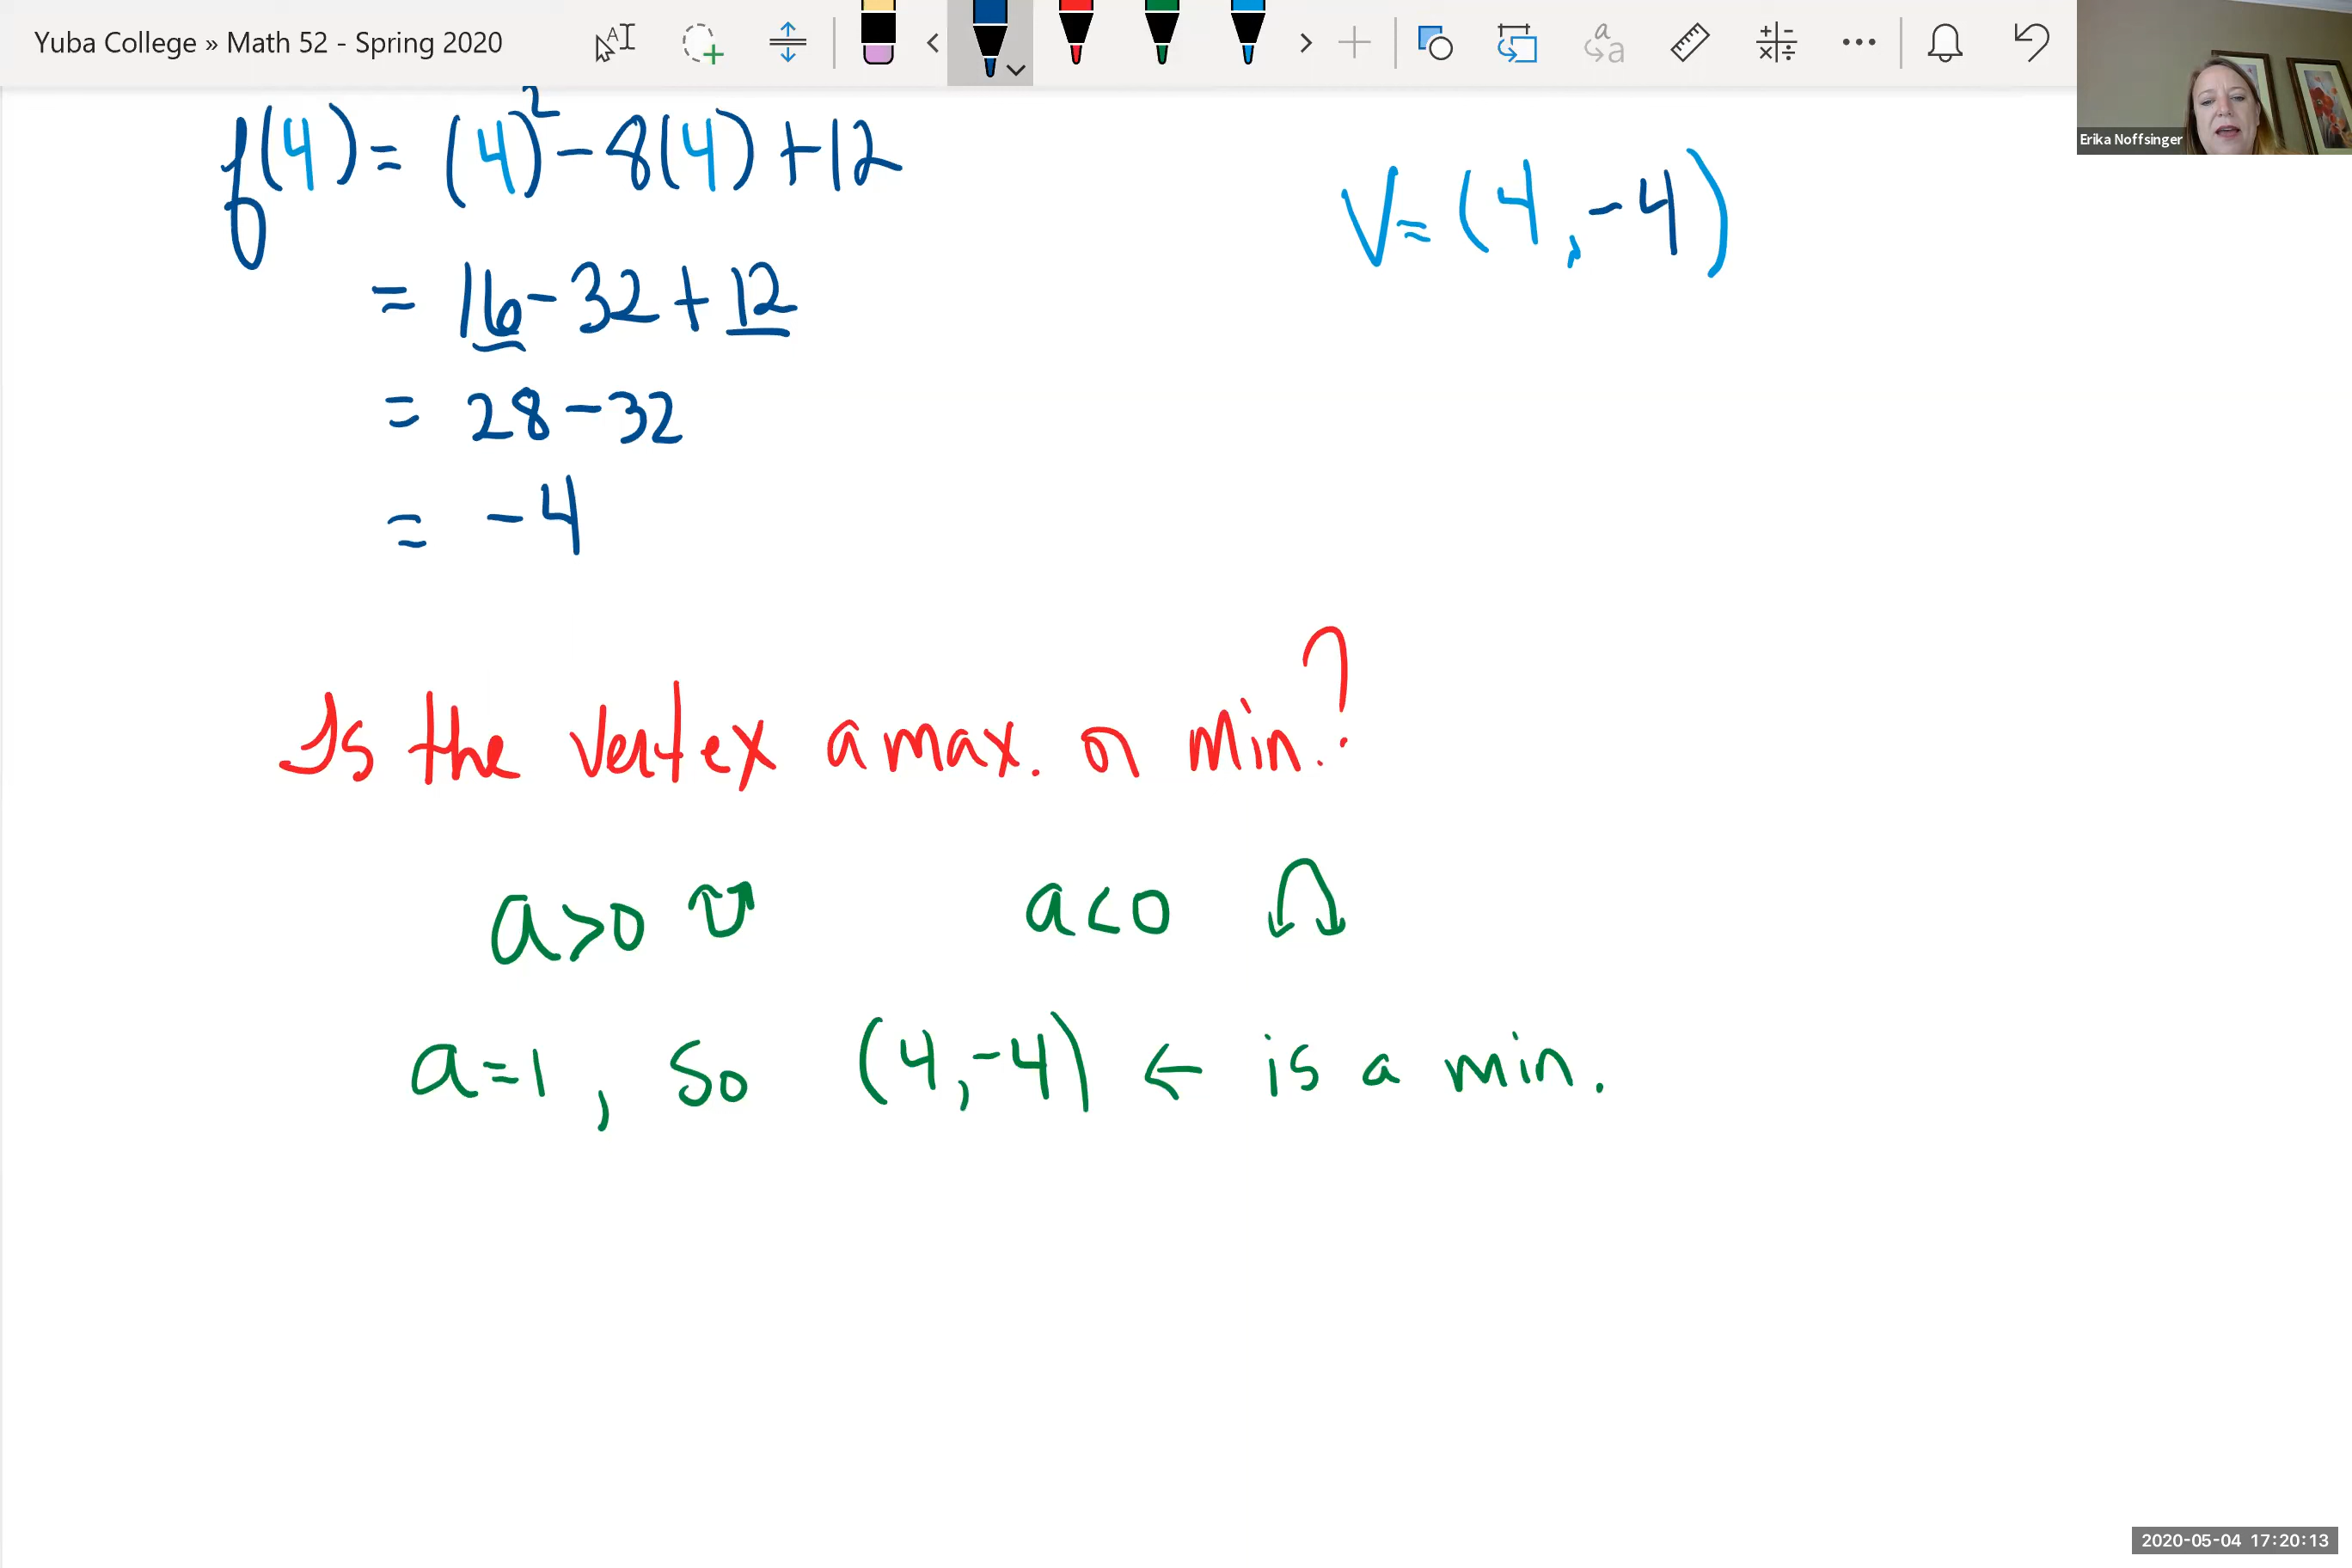 Yuba College » Math 52 - Spring 2020
Erika Noffsinger
f(4) = (4)² - 8(4) + 12
V = (4, -4)
= 16 - 32 + 12
= 28 - 32
= -4
Is the vertex a max. or min.?
a>0 a<0
a=1, so (4, -4) ← is a min.
2020-05-04 17:20:13